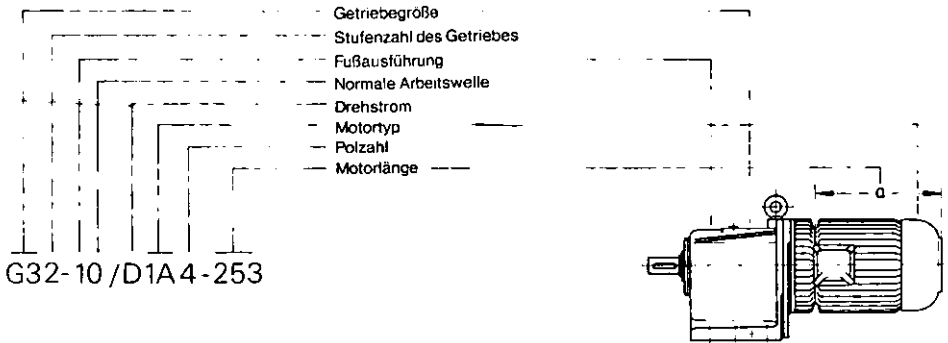 Getriebegröße
Stufenzahl des Getriebes
Fußausführung
Normale Arbeitswelle
Drehstrom
Motortyp
Polzahl
Motorlänge
a
G32-10/D1A4-253